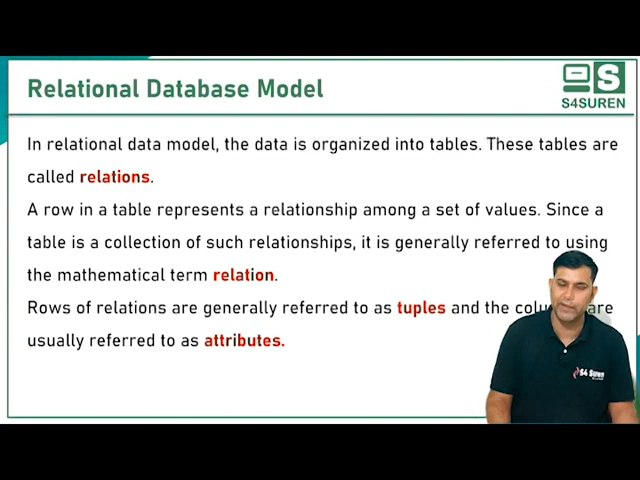 Relational Database Model
S
S4SUREN
In relational data model, the data is organized into tables. These tables are
called relations.
A row in a table represents a relationship among a set of values. Since a
table is a collection of such relationships, it is generally referred to using
the mathematical term relation.
Rows of relations are generally referred to as tuples and the are
usually referred to as attributes.
S4 Suren